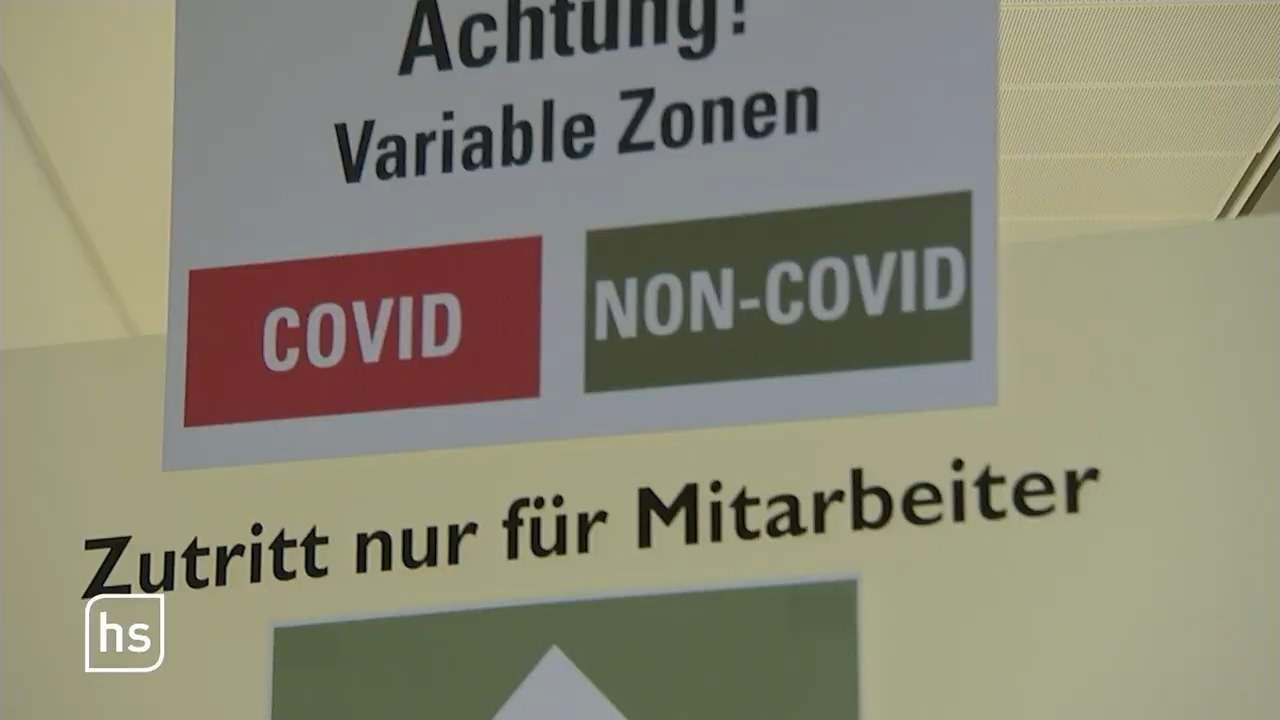 Achtung!
Variable Zonen
COVID
NON-COVID
Zutritt nur für Mitarbeiter
hs